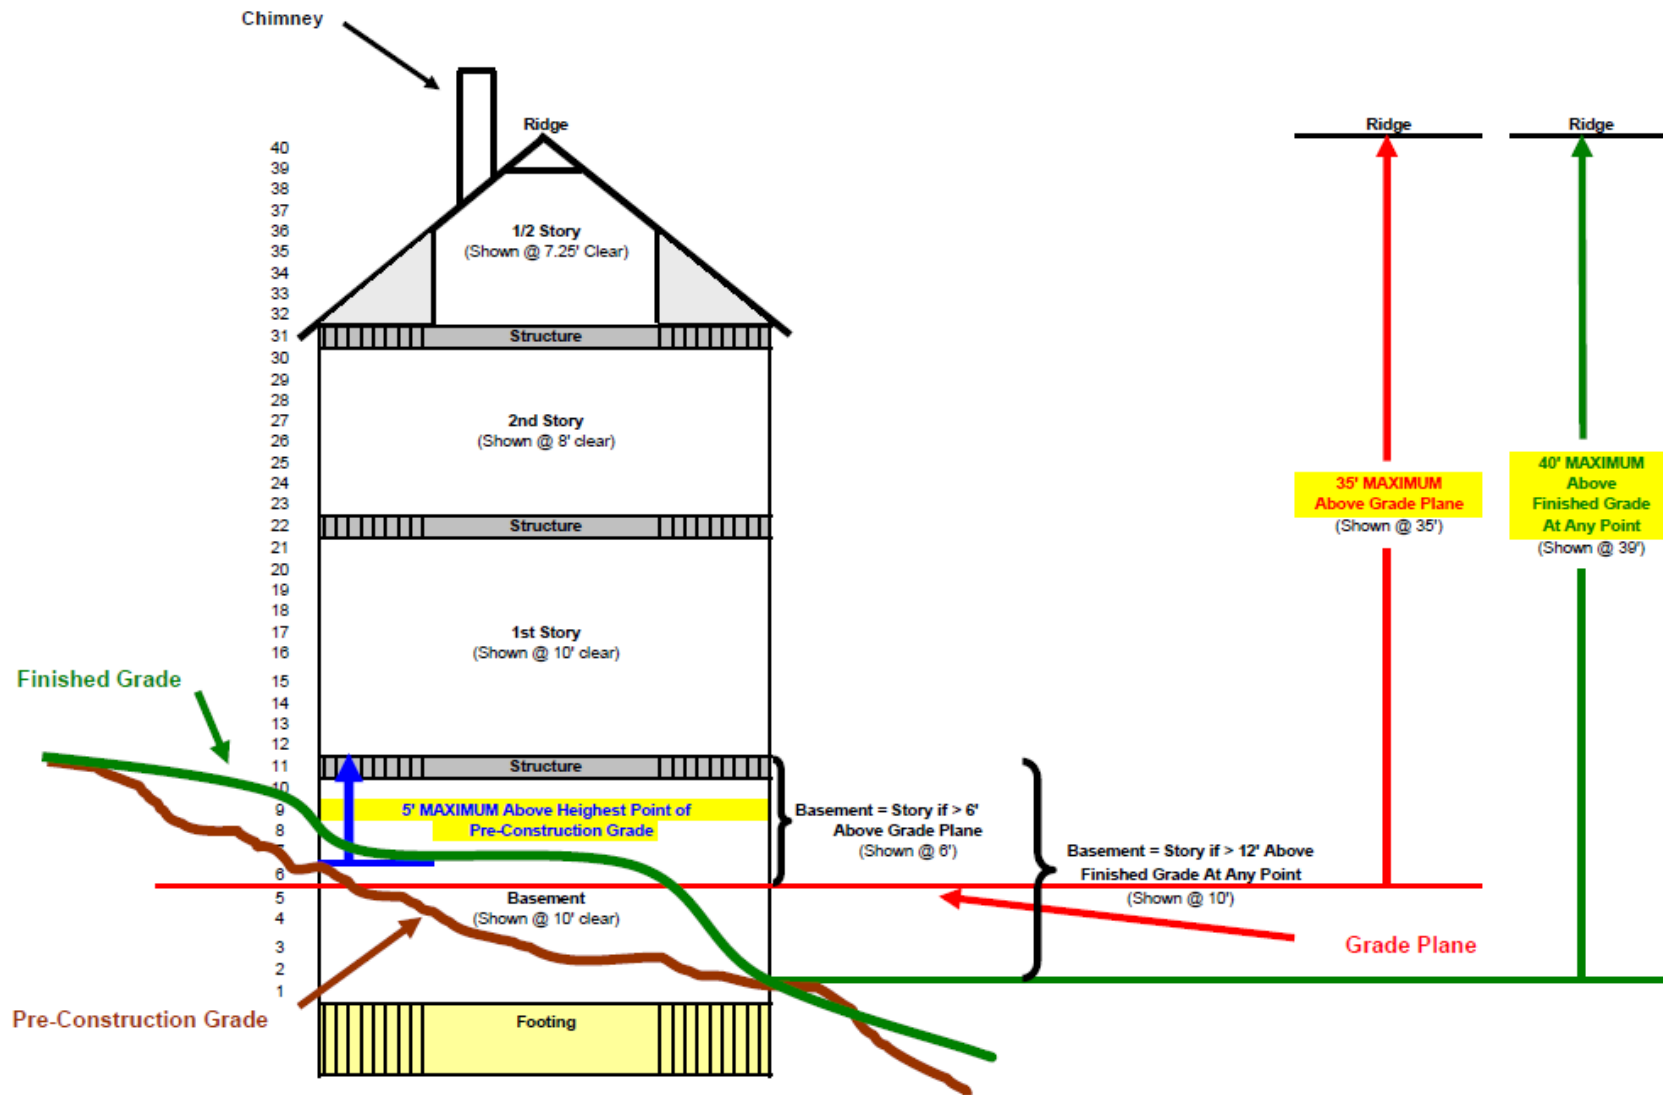 Chimney
Ridge
Ridge
Ridge
40
39
38
37
36
35
34
33
32
31
30
29
28
27
26
25
24
23
22
21
20
19
18
17
16
15
14
13
12
11
10
9
8
7
6
5
4
3
2
1
1/2 Story
(Shown @ 7.25' Clear)
Structure
2nd Story
(Shown @ 8' clear)
Structure
1st Story
(Shown @ 10' clear)
Structure
5' MAXIMUM Above Heighest Point of
Pre-Construction Grade
Basement
(Shown @ 10' clear)
Footing
Finished Grade
Pre-Construction Grade
Basement = Story if > 6'
Above Grade Plane
(Shown @ 6')
Basement = Story if > 12' Above
Finished Grade At Any Point
(Shown @ 10')
35' MAXIMUM
Above Grade Plane
(Shown @ 35')
40' MAXIMUM
Above
Finished Grade
At Any Point
(Shown @ 39')
Grade Plane